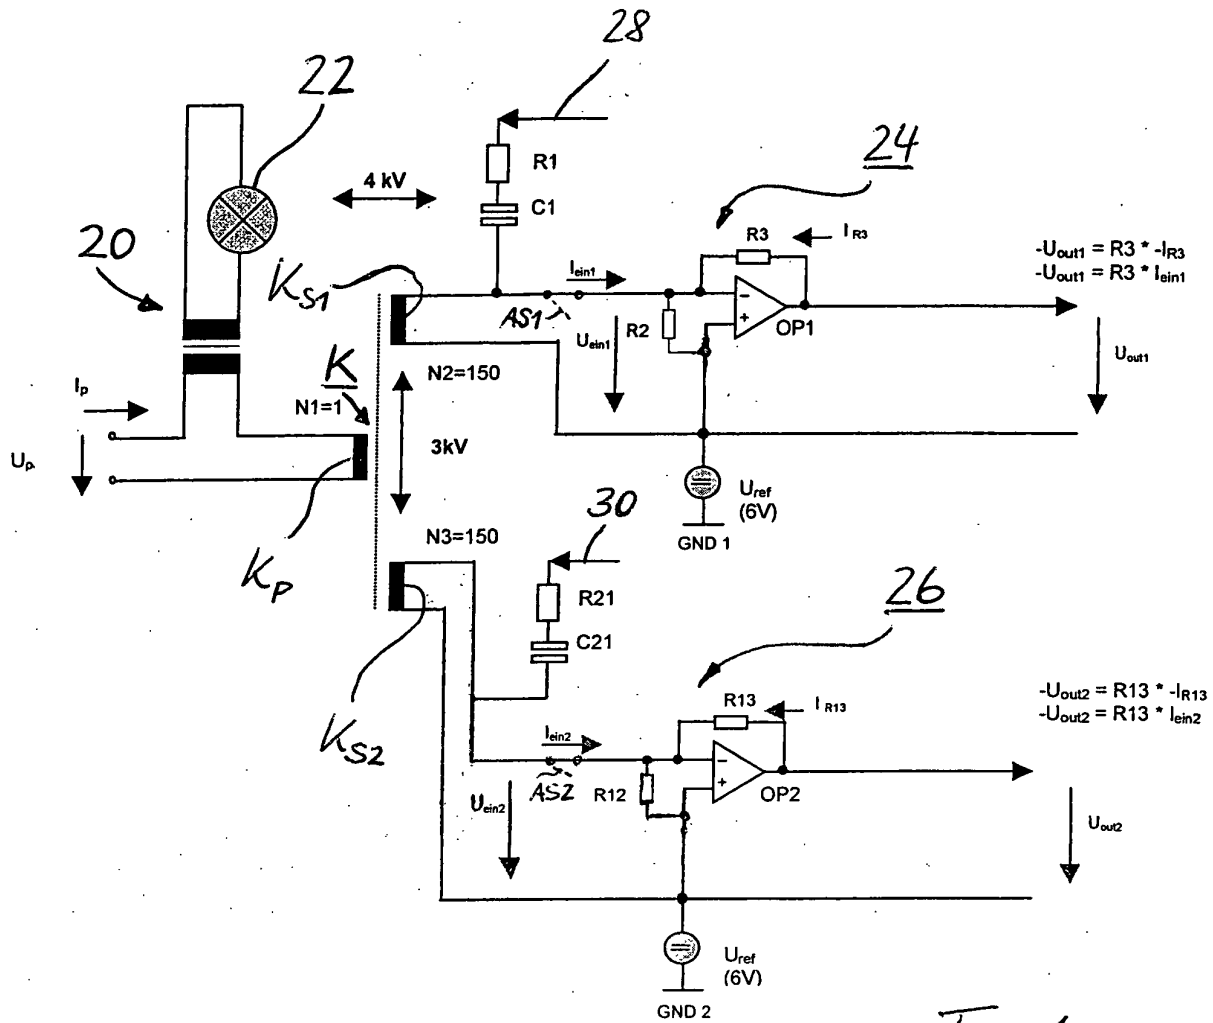 28
22
24
R1
4 kV
C1
20
R3
I R3
-Uout1 = R3 * -IR3
-Uout1 = R3 * Iein1
KS1
Iein1
AS1
−
+
OP1
Uein1
R2
Uout1
K
N2=150
Ip
N1=1
3kV
Up
Uref
(6V)
GND 1
30
N3=150
KP
R21
26
C21
KS2
R13
I R13
-Uout2 = R13 * -IR13
-Uout2 = R13 * Iein2
Iein2
AS2
−
+
OP2
Uein2
R12
Uout2
Uref
(6V)
GND 2